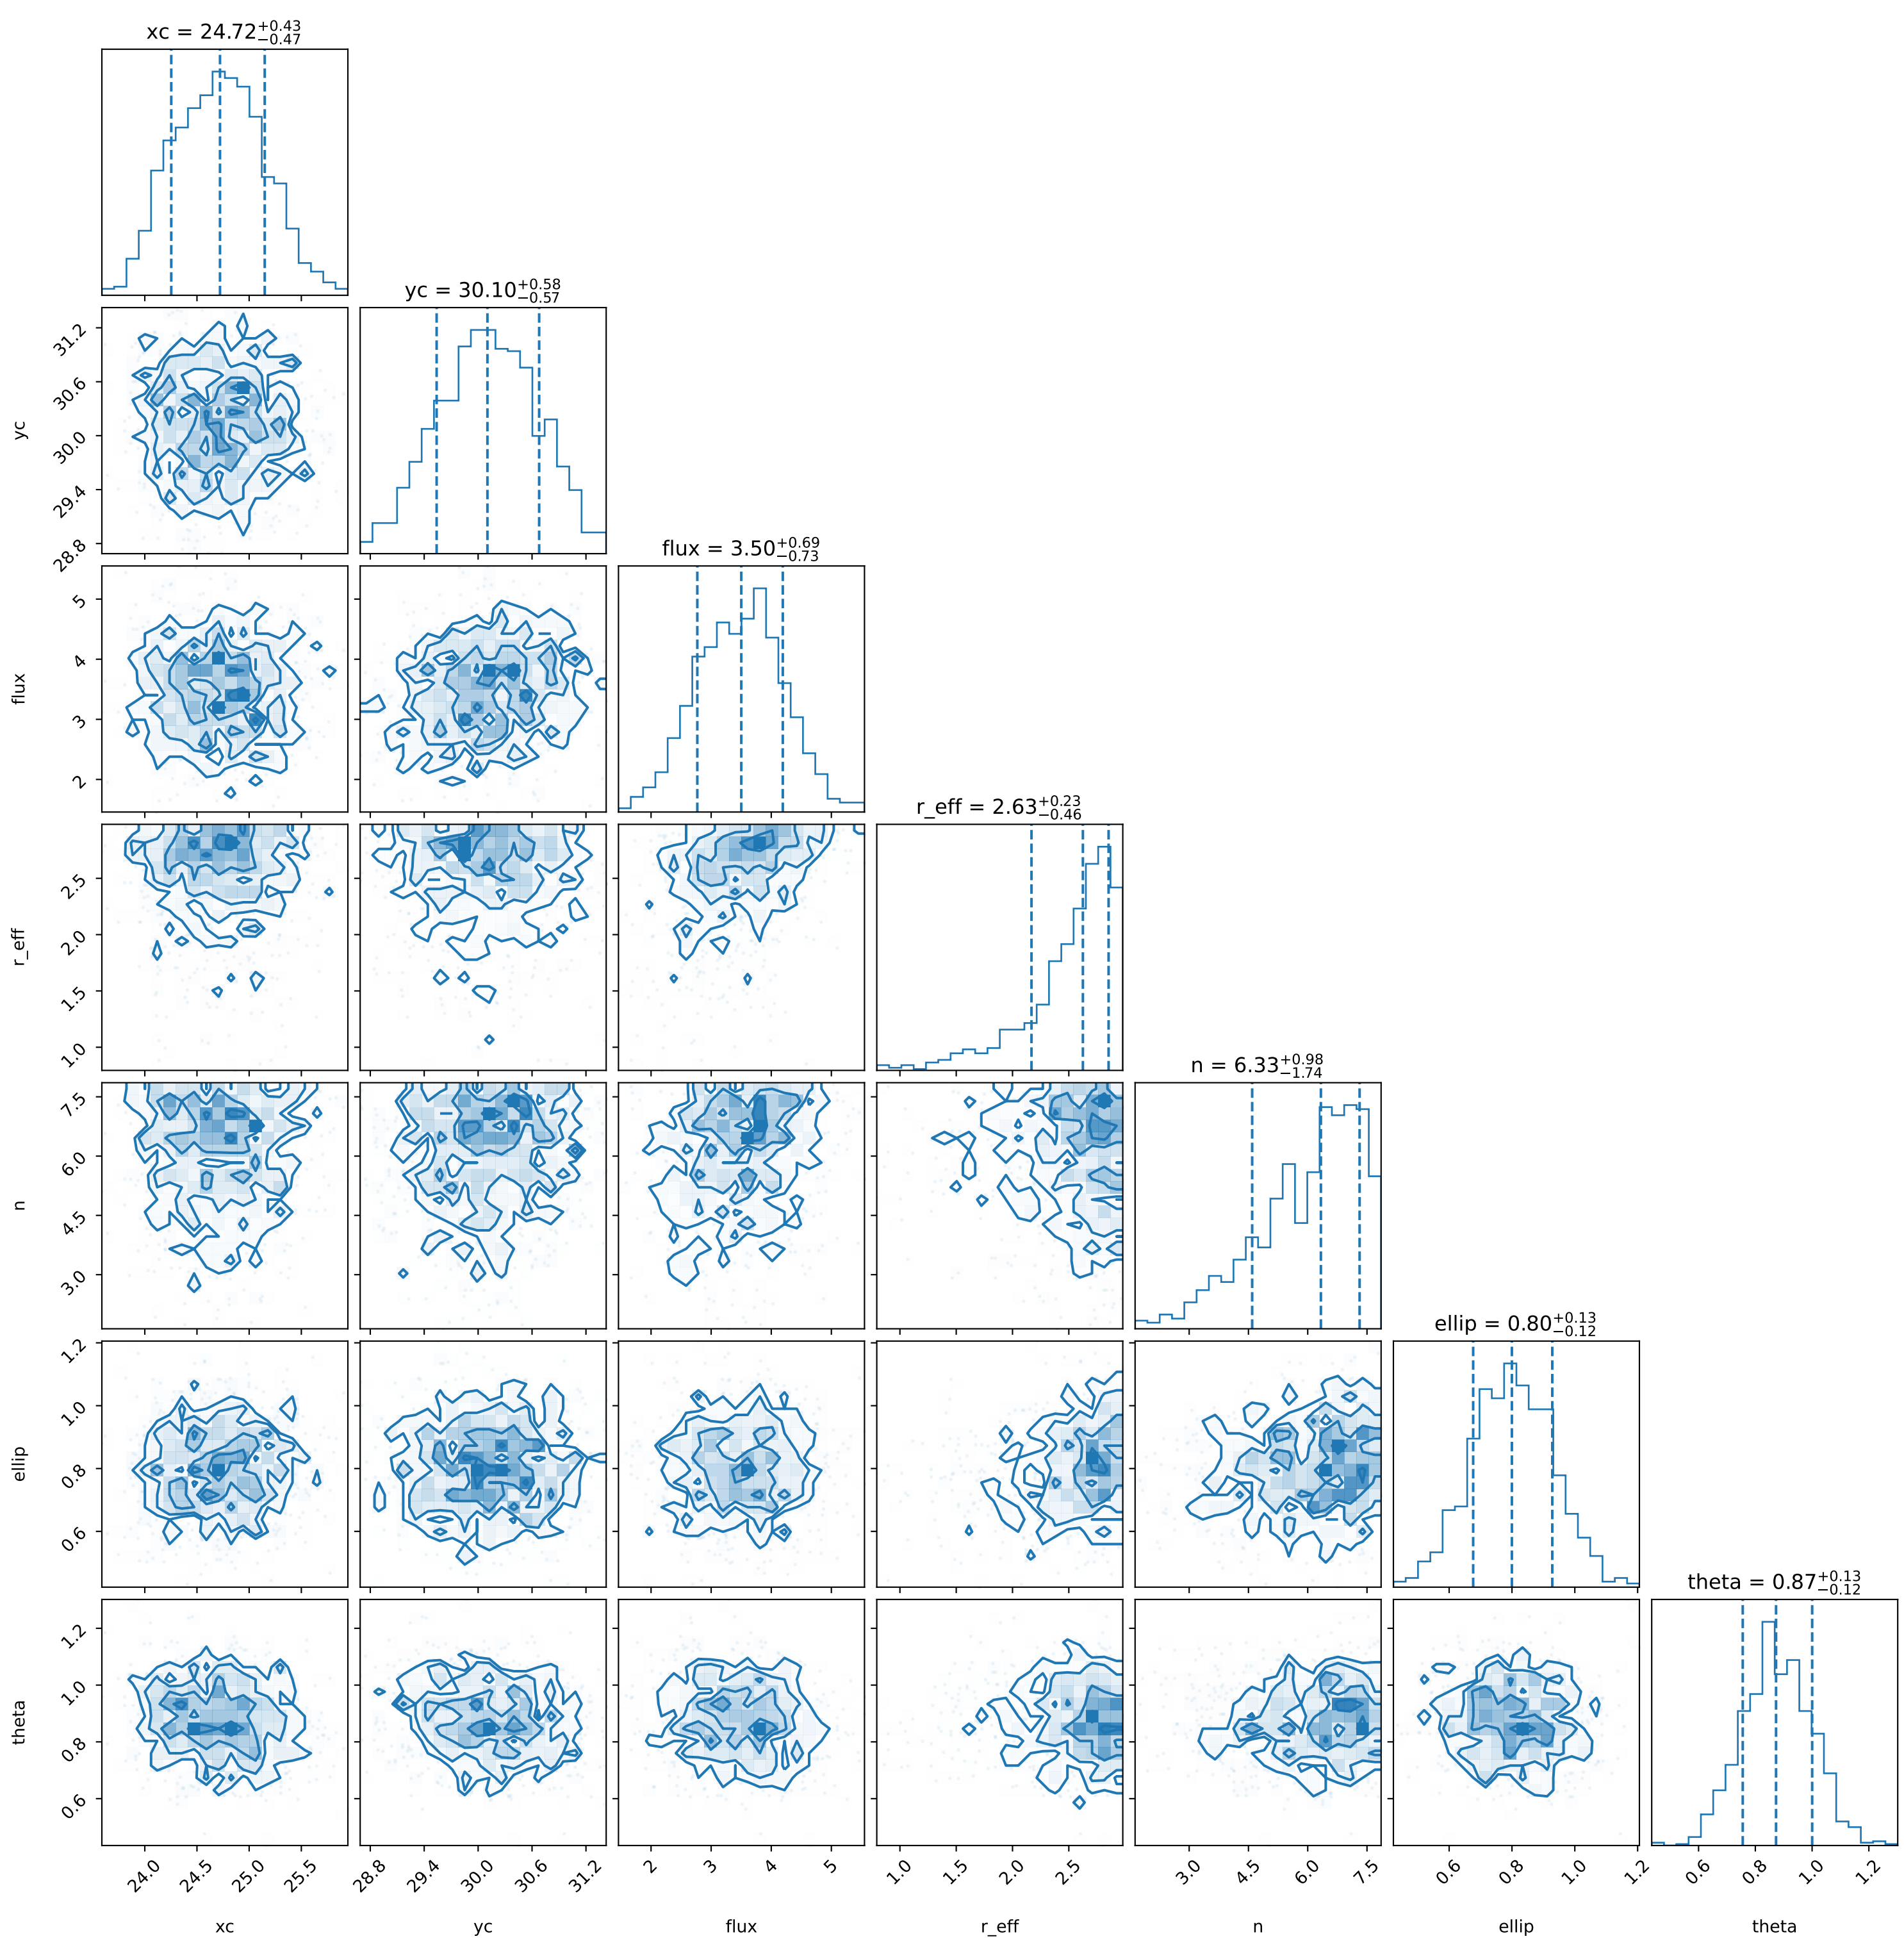 xc = 24.72+0.43−0.47
yc = 30.10+0.58−0.57
31.2
30.6
30.0
29.4
28.8
yc
flux = 3.50+0.69−0.73
5
4
3
2
flux
r_eff = 2.63+0.23−0.46
2.5
2.0
1.5
1.0
r_eff
n = 6.33+0.98−1.74
7.5
6.0
4.5
3.0
n
ellip = 0.80+0.13−0.12
1.2
1.0
0.8
0.6
ellip
theta = 0.87+0.13−0.12
1.2
1.0
0.8
0.6
theta
24.0 24.5 25.0 25.5 28.8 29.4 30.0 30.6 31.2 2 3 4 5 1.0 1.5 2.0 2.5 3.0 4.5 6.0 7.5 0.6 0.8 1.0 1.2 0.6 0.8 1.0 1.2
xc yc flux r_eff n ellip theta